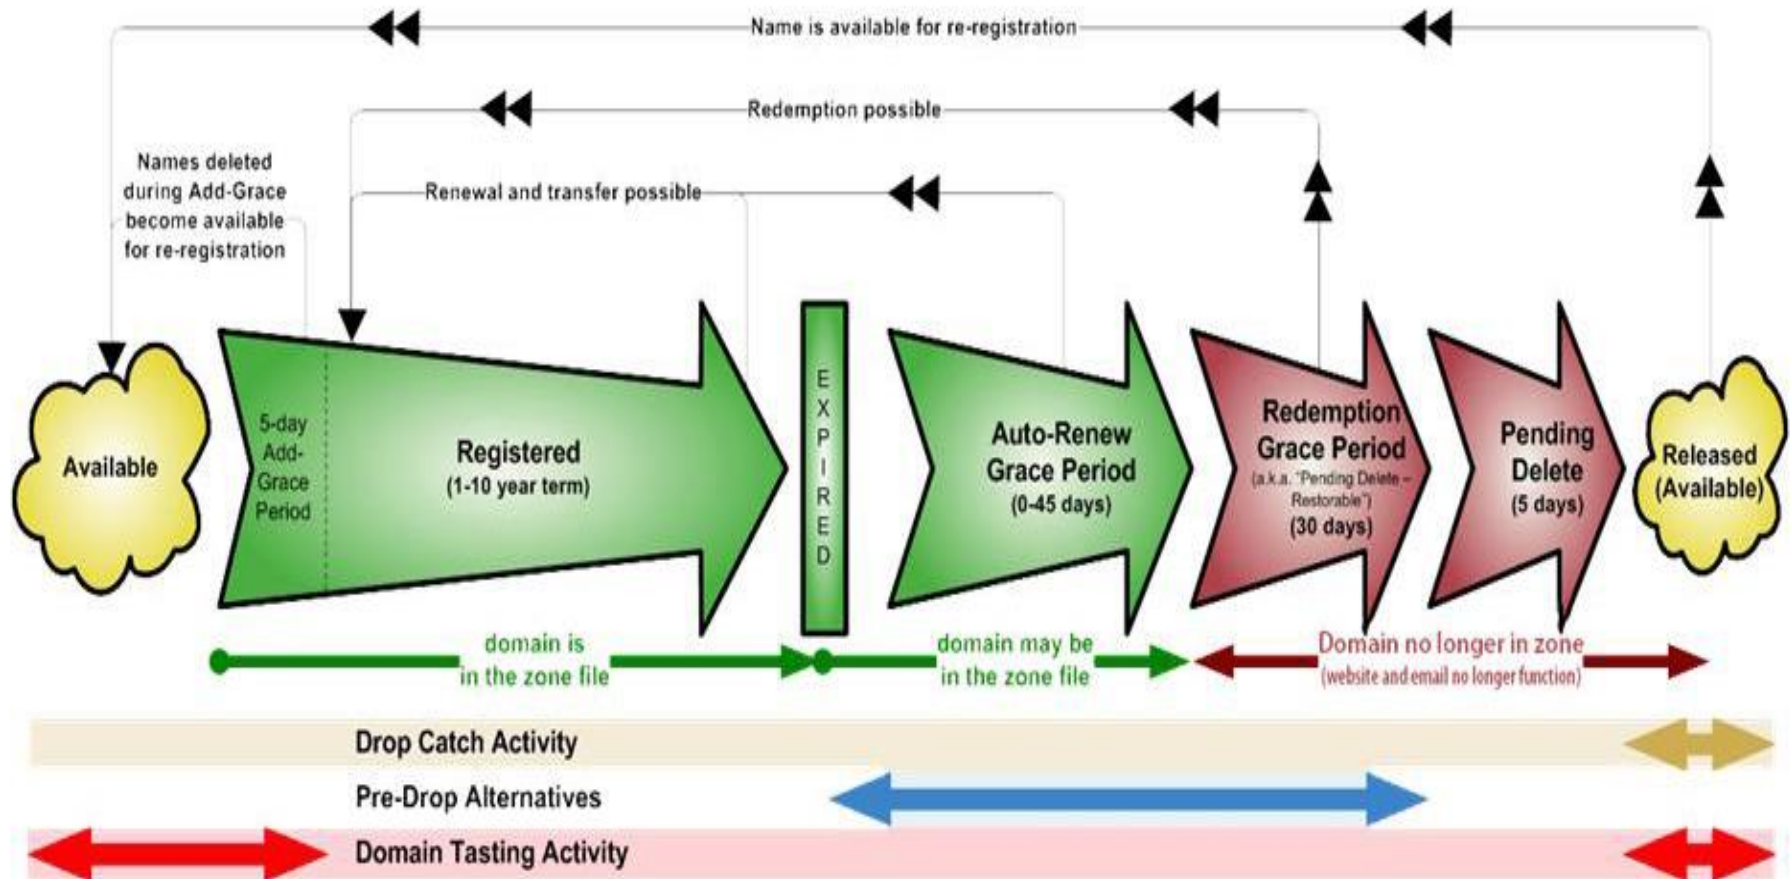 Name is available for re-registration
Redemption possible
Names deleted
during Add-Grace
become available
for re-registration
Renewal and transfer possible
Available
5-day
Add-
Grace
Period
Registered
(1-10 year term)
EXPIRED
Auto-Renew
Grace Period
(0-45 days)
Redemption
Grace Period
(a.k.a. "Pending Delete –
Restorable")
(30 days)
Pending
Delete
(5 days)
Released
(Available)
domain is
in the zone file
domain may be
in the zone file
Domain no longer in zone
(website and email no longer function)
Drop Catch Activity
Pre-Drop Alternatives
Domain Tasting Activity